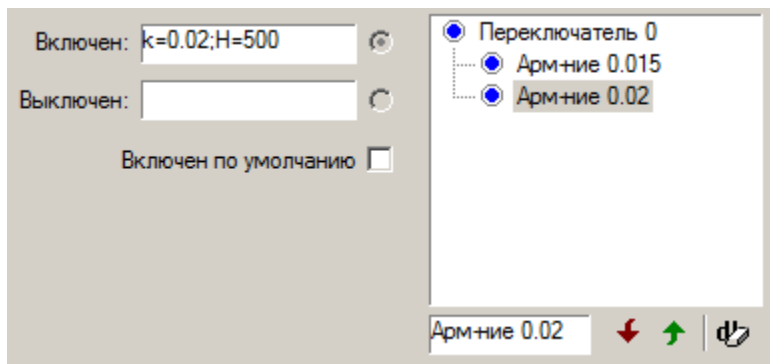 Включен: k=0.02;H=500
Выключен:
Включен по умолчанию
Переключатель 0
Арм-ние 0.015
Арм-ние 0.02
Арм-ние 0.02